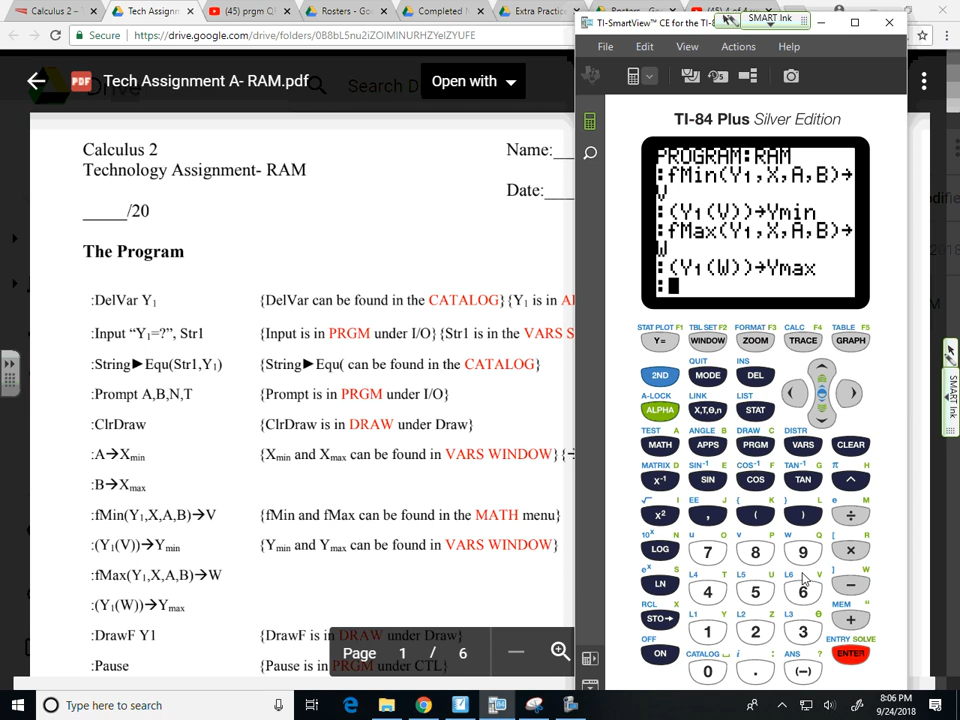 Calculus 2 -
Tech Assignm
(45) prgm Q
Rosters - Go
Completed N
Extra Practice
Secure
https://drive.google.com/drive/folders/0B8bL5nu2iZOIMINURHZYelZYUFE
Tech Assignment A- RAM.pdf
Open with
Calculus 2
Name:
Technology Assignment- RAM
Date:
_____/20
The Program
:DelVar Y1 {DelVar can be found in the CATALOG}{Y1 is in
:Input “Y1=?”, Str1 {Input is in PRGM under I/O}{Str1 is in the VARS S
:String►Equ(Str1,Y1) {String►Equ( can be found in the CATALOG}
:Prompt A,B,N,T {Prompt is in PRGM under I/O}
:ClrDraw {ClrDraw is in DRAW under Draw}
:A→Xmin {Xmin and Xmax can be found in VARS WINDOW}{→
:B→Xmax
:fMin(Y1,X,A,B)→V {fMin and fMax can be found in the MATH menu}
:(Y1(V))→Ymin {Ymin and Ymax can be found in VARS WINDOW}
:fMax(Y1,X,A,B)→W
:(Y1(W))→Ymax
:DrawF Y1 {DrawF is in DRAW under Draw}
:Pause {Pause is in PRGM under CTL}
Page 1 / 6
TI-SmartView™ CE for the TI-8
SMART Ink
File Edit View Actions Help
TI-84 Plus Silver Edition
PROGRAM:RAM
:fMin(Y1,X,A,B)→
V
:(Y1(V))→Ymin
:fMax(Y1,X,A,B)→
W
:(Y1(W))→Ymax
:
STAT PLOT F1 TBL SET F2 FORMAT F3 CALC F4 TABLE F5
Y= WINDOW ZOOM TRACE GRAPH
QUIT INS
2ND MODE DEL
A-LOCK LINK LIST
ALPHA X,T,θ,n STAT
TEST A ANGLE B DRAW C DISTR
MATH APPS PRGM VARS CLEAR
MATRIX D SIN-1 E COS-1 F TAN-1 G π H
X-1 SIN COS TAN ^
√ I EE J { K } L e M
X2 , ( ) ÷
10x N u O v P w Q [ R
LOG 7 8 9 ×
ex S L4 T L5 U L6 V ] W
LN 4 5 6 −
RCL X L1 Y L2 Z L3 θ MEM "
STO→ 1 2 3 +
OFF CATALOG i : ANS ? ENTRY SOLVE
ON 0 . (−) ENTER
SMART Ink
Type here to search
8:06 PM
9/24/2018